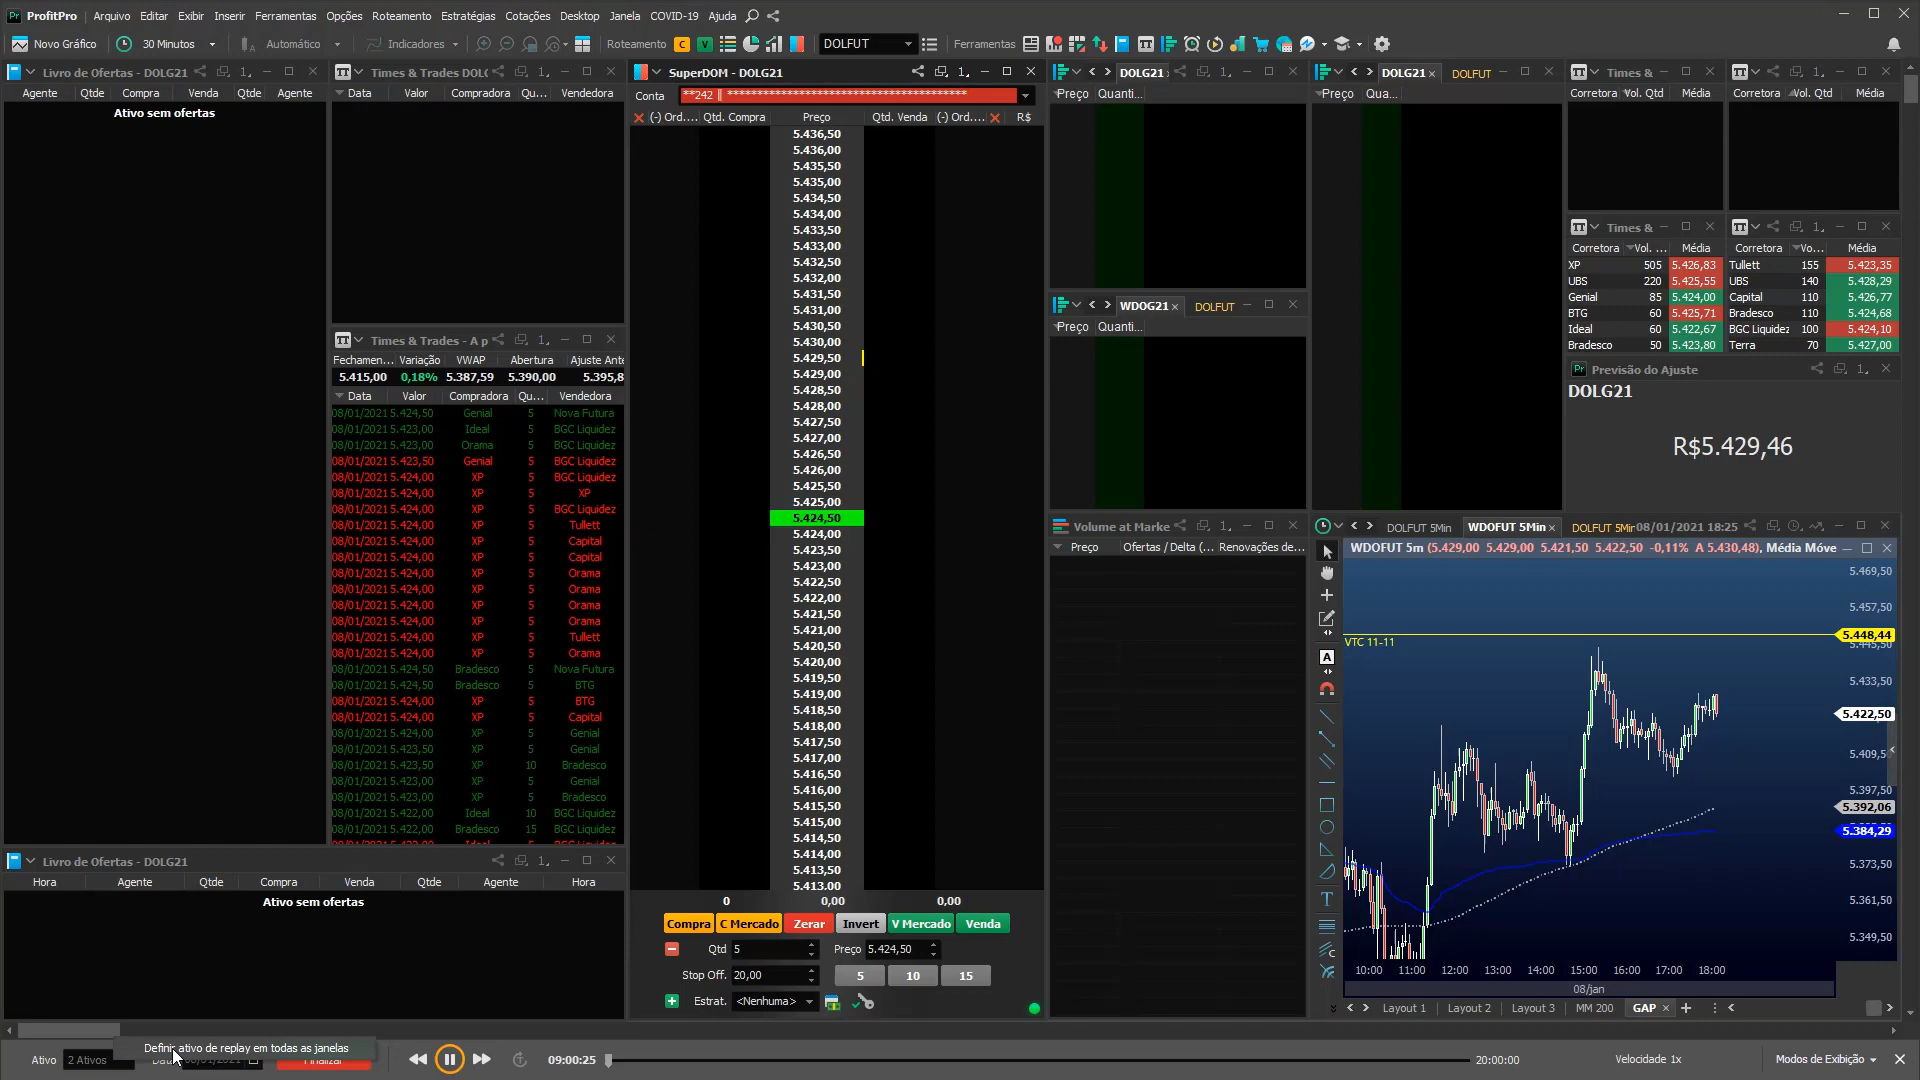 ProfitPro Arquivo Editar Exibir Inserir Ferramentas Opções Roteamento Estratégias Cotações Desktop Janela COVID-19 Ajuda
Novo Gráfico 30 Minutos Automático Indicadores Roteamento C V DOLFUT Ferramentas
Livro de Ofertas - DOLG21
Agente Qtde Compra Venda Qtde Agente
Ativo sem ofertas
Times & Trades DOLG
Data Valor Compradora Qu... Vendedora
Times & Trades - A p
Fechamen... Variação VWAP Abertura Ajuste Ante
5.415,00 0,18% 5.387,59 5.390,00 5.395,8
Data Valor Compradora Qu... Vendedora
08/01/2021 5.424,50 Genial 5 Nova Futura
08/01/2021 5.423,00 Ideal 5 BGC Liquidez
08/01/2021 5.423,00 Orama 5 BGC Liquidez
08/01/2021 5.423,50 Genial 5 BGC Liquidez
08/01/2021 5.424,00 XP 5 BGC Liquidez
08/01/2021 5.424,00 XP 5 XP
08/01/2021 5.424,00 XP 5 BGC Liquidez
08/01/2021 5.424,00 XP 5 Tullett
08/01/2021 5.424,00 XP 5 Capital
08/01/2021 5.424,00 XP 5 Capital
08/01/2021 5.424,00 XP 5 Orama
08/01/2021 5.424,00 XP 5 Orama
08/01/2021 5.424,00 XP 5 Orama
08/01/2021 5.424,00 XP 5 Orama
08/01/2021 5.424,00 XP 5 Tullett
08/01/2021 5.424,00 XP 5 Orama
08/01/2021 5.424,50 Bradesco 5 Nova Futura
08/01/2021 5.424,50 Bradesco 5 BTG
08/01/2021 5.424,00 XP 5 BTG
08/01/2021 5.424,00 XP 5 Capital
08/01/2021 5.424,00 XP 5 Genial
08/01/2021 5.423,50 XP 5 Genial
08/01/2021 5.423,50 XP 10 Bradesco
08/01/2021 5.423,00 XP 5 Genial
08/01/2021 5.423,00 XP 5 Bradesco
08/01/2021 5.422,00 Ideal 10 BGC Liquidez
08/01/2021 5.422,00 Bradesco 15 BGC Liquidez
Livro de Ofertas - DOLG21
Hora Agente Qtde Compra Venda Qtde Agente Hora
Ativo sem ofertas
SuperDOM - DOLG21
Conta **242 || ****************************************
(-) Ord.... Qtd. Compra Preço Qtd. Venda (-) Ord.... R$
5.436,50
5.436,00
5.435,50
5.435,00
5.434,50
5.434,00
5.433,50
5.433,00
5.432,50
5.432,00
5.431,50
5.431,00
5.430,50
5.430,00
5.429,50
5.429,00
5.428,50
5.428,00
5.427,50
5.427,00
5.426,50
5.426,00
5.425,50
5.425,00
5.424,50
5.424,00
5.423,50
5.423,00
5.422,50
5.422,00
5.421,50
5.421,00
5.420,50
5.420,00
5.419,50
5.419,00
5.418,50
5.418,00
5.417,50
5.417,00
5.416,50
5.416,00
5.415,50
5.415,00
5.414,50
5.414,00
5.413,50
5.413,00
0 0,00 0,00
Compra C Mercado Zerar Invert V Mercado Venda
Qtd 5 Preço 5.424,50
Stop Off. 20,00 5 10 15
Estrat. <Nenhuma>
DOLG21
Preço Quanti...
WDOG21 DOLFUT
Preço Quanti...
DOLG21 DOLFUT
Preço Qua...
Volume at Marke
Preço Ofertas / Delta (... Renovações de...
Times &
Corretora Vol. Qtd Média
Corretora Vol. Qtd Média
Times &
Corretora Vol. ... Média
XP 505 5.426,83
UBS 220 5.425,55
Genial 85 5.424,00
BTG 60 5.425,71
Ideal 60 5.422,67
Bradesco 50 5.423,80
Corretora Vo... Média
Tullett 155 5.423,35
UBS 140 5.428,29
Capital 110 5.426,77
Bradesco 110 5.424,68
BGC Liquidez 100 5.424,10
Terra 70 5.427,00
Previsão do Ajuste
DOLG21
R$5.429,46
DOLFUT 5Min WDOFUT 5Min DOLFUT 5Min 08/01/2021 18:25
WDOFUT 5m (5.429,00 5.429,00 5.421,50 5.422,50 -0,11% A 5.430,48), Média Móve
VTC 11-11
5.469,50
5.457,50
5.448,44
5.433,50
5.422,50
5.409,5
5.397,50
5.392,06
5.384,29
5.373,50
5.361,50
5.349,50
10:00 11:00 12:00 13:00 14:00 15:00 16:00 17:00 18:00
08/jan
Layout 1 Layout 2 Layout 3 MM 200 GAP
Definir ativo de replay em todas as janelas
Ativo 2 Ativos Data Finalizar 09:00:25 20:00:00 Velocidade 1x Modos de Exibição